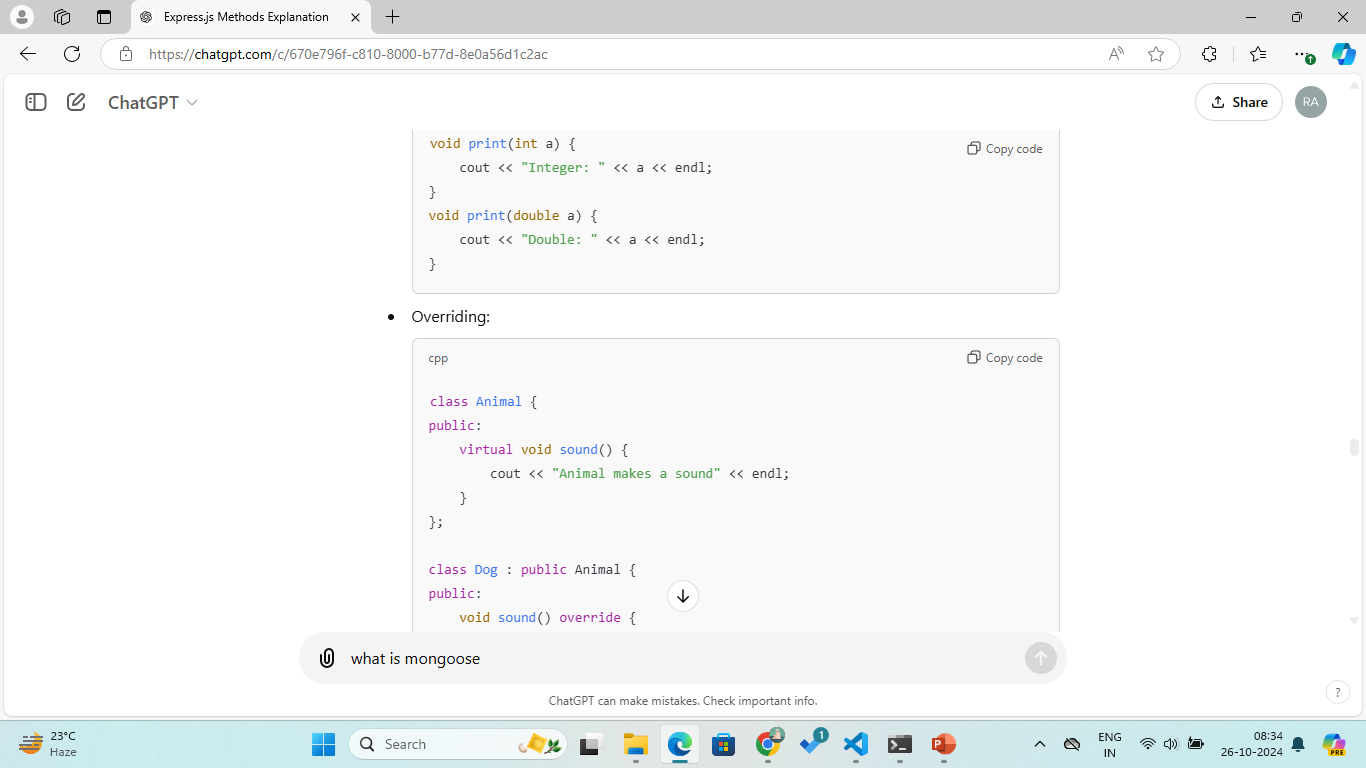 Express.js Methods Explanation
https://chatgpt.com/c/670e796f-c810-8000-b77d-8e0a56d1c2ac
ChatGPT
Share
RA
void print(int a) {
Copy code
    cout << "Integer: " << a << endl;
}
void print(double a) {
    cout << "Double: " << a << endl;
}
• Overriding:
cpp
Copy code
class Animal {
public:
    virtual void sound() {
        cout << "Animal makes a sound" << endl;
    }
};
class Dog : public Animal {
public:
    void sound() override {
what is mongoose
ChatGPT can make mistakes. Check important info.
?
23°C
Haze
Search
1
ENG
IN
08:34
26-10-2024
PRE